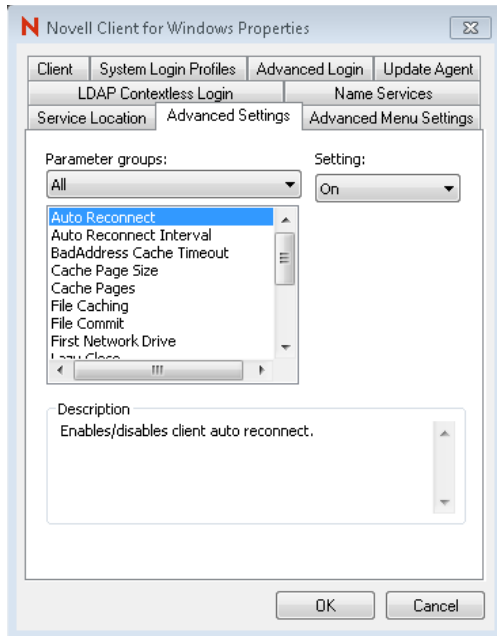 N Novell Client for Windows Properties
Client System Login Profiles Advanced Login Update Agent
LDAP Contextless Login Name Services
Service Location Advanced Settings Advanced Menu Settings
Parameter groups: Setting:
All On
Auto Reconnect
Auto Reconnect Interval
BadAddress Cache Timeout
Cache Page Size
Cache Pages
File Caching
File Commit
First Network Drive
Lazy Close
Description
Enables/disables client auto reconnect.
OK Cancel